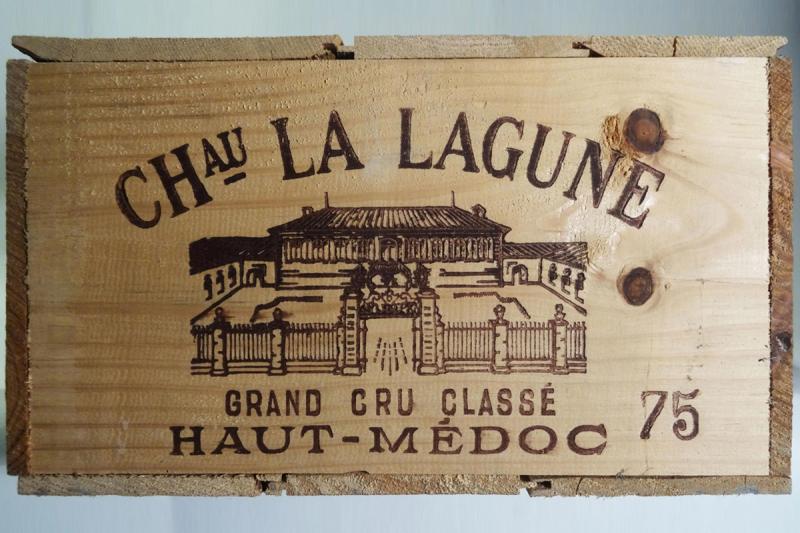 CHAU LA LAGUNE
GRAND CRU CLASSÉ
HAUT-MÉDOC 75